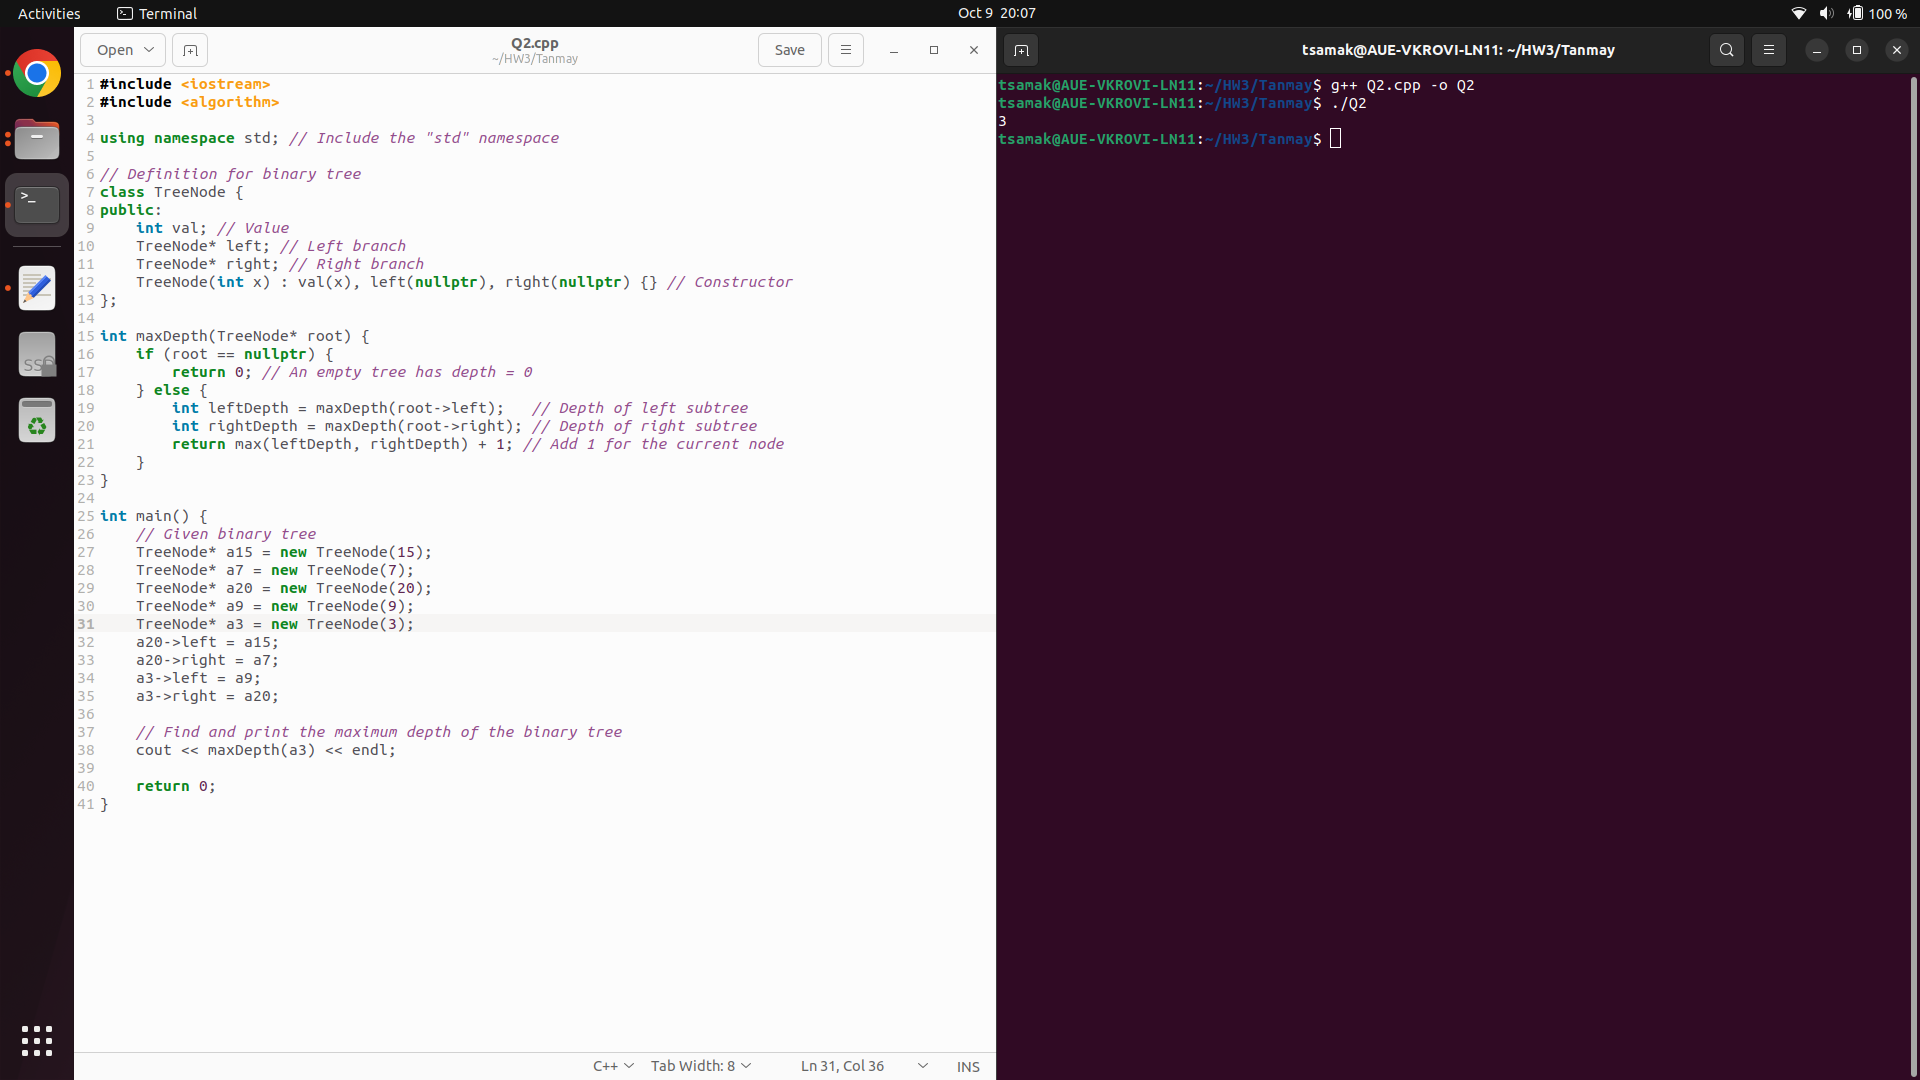 Activities
Terminal
Oct 9 20:07
100 %
Open
Q2.cpp
~/HW3/Tanmay
Save
1 #include <iostream>
2 #include <algorithm>
3
4 using namespace std; // Include the "std" namespace
5
6 // Definition for binary tree
7 class TreeNode {
8 public:
9     int val; // Value
10     TreeNode* left; // Left branch
11     TreeNode* right; // Right branch
12     TreeNode(int x) : val(x), left(nullptr), right(nullptr) {} // Constructor
13 };
14
15 int maxDepth(TreeNode* root) {
16     if (root == nullptr) {
17         return 0; // An empty tree has depth = 0
18     } else {
19         int leftDepth = maxDepth(root->left);   // Depth of left subtree
20         int rightDepth = maxDepth(root->right); // Depth of right subtree
21         return max(leftDepth, rightDepth) + 1; // Add 1 for the current node
22     }
23 }
24
25 int main() {
26     // Given binary tree
27     TreeNode* a15 = new TreeNode(15);
28     TreeNode* a7 = new TreeNode(7);
29     TreeNode* a20 = new TreeNode(20);
30     TreeNode* a9 = new TreeNode(9);
31     TreeNode* a3 = new TreeNode(3);
32     a20->left = a15;
33     a20->right = a7;
34     a3->left = a9;
35     a3->right = a20;
36
37     // Find and print the maximum depth of the binary tree
38     cout << maxDepth(a3) << endl;
39
40     return 0;
41 }
C++
Tab Width: 8
Ln 31, Col 36
INS
tsamak@AUE-VKROVI-LN11: ~/HW3/Tanmay
tsamak@AUE-VKROVI-LN11:~/HW3/Tanmay$ g++ Q2.cpp -o Q2
tsamak@AUE-VKROVI-LN11:~/HW3/Tanmay$ ./Q2
3
tsamak@AUE-VKROVI-LN11:~/HW3/Tanmay$
>_
SS